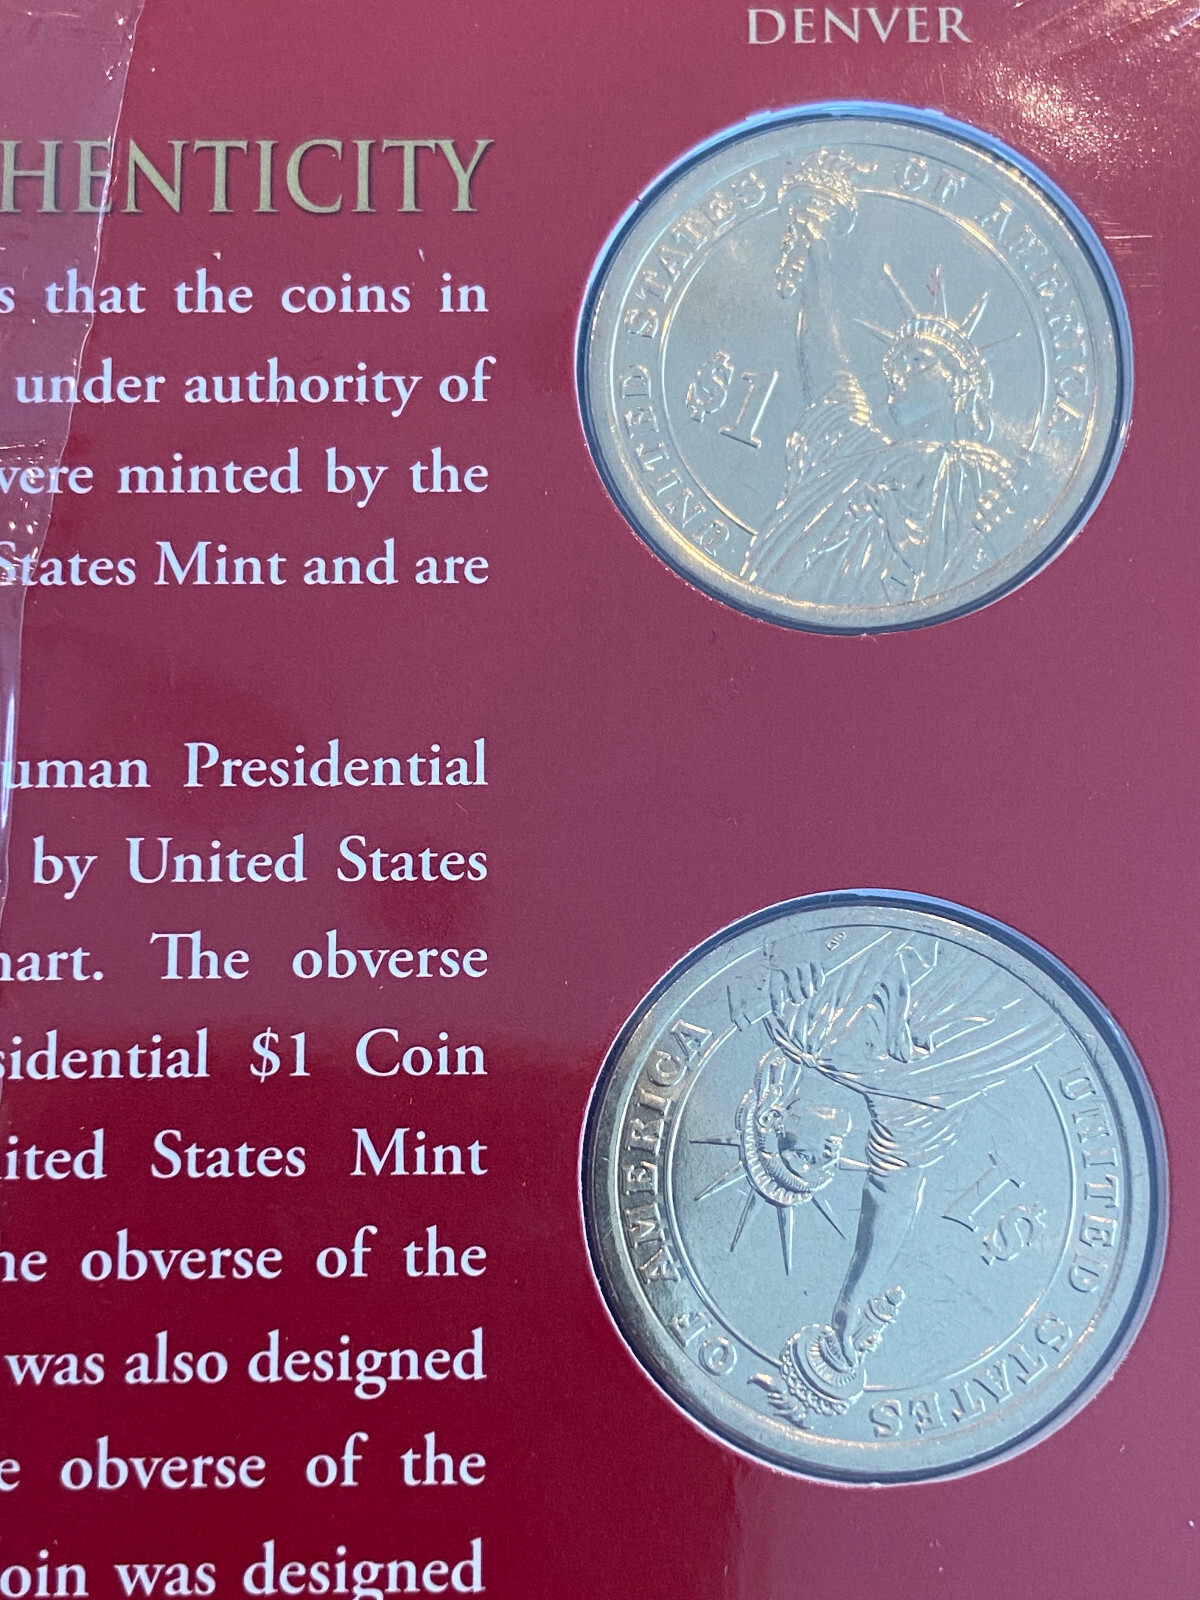 DENVER
HENTICITY
s that the coins in
under authority of
were minted by the
States Mint and are
uman Presidential
by United States
art. The obverse
sidential $1 Coin
ited States Mint
he obverse of the
was also designed
e obverse of the
oin was designed
UNITED STATES OF AMERICA
$1
UNITED STATES OF AMERICA
$1